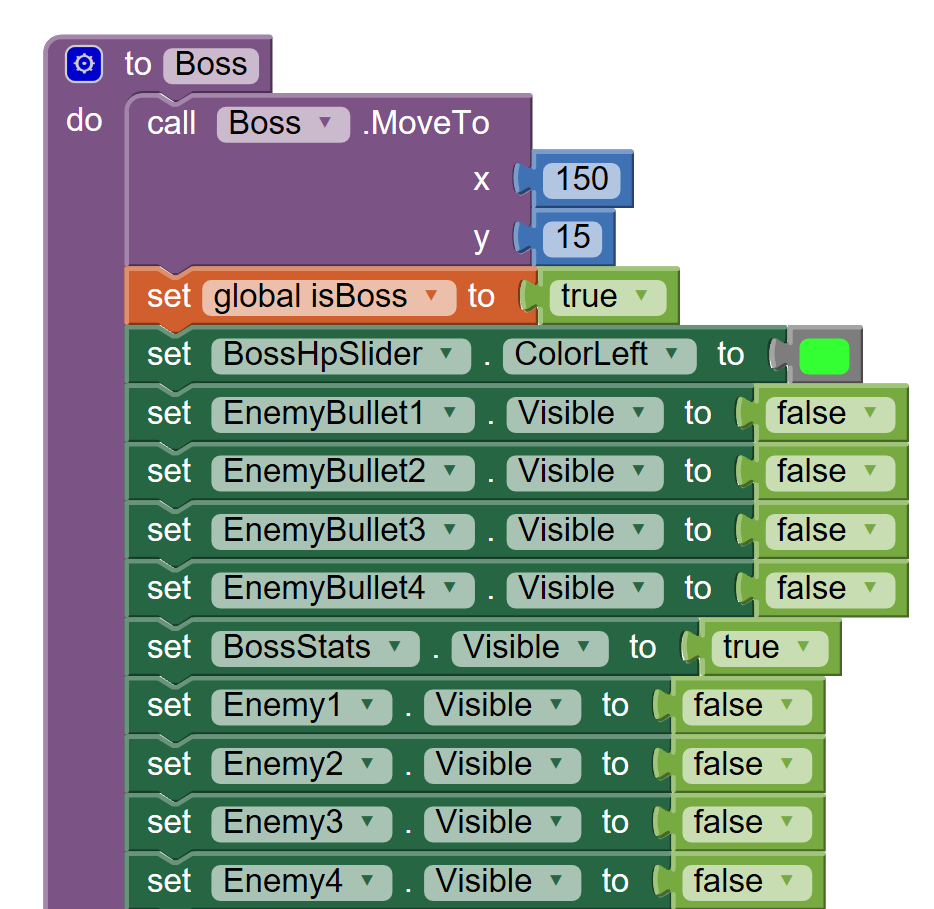 to Boss
do call Boss .MoveTo
x 150
y 15
set global isBoss to true
set BossHpSlider . ColorLeft to
set EnemyBullet1 . Visible to false
set EnemyBullet2 . Visible to false
set EnemyBullet3 . Visible to false
set EnemyBullet4 . Visible to false
set BossStats . Visible to true
set Enemy1 . Visible to false
set Enemy2 . Visible to false
set Enemy3 . Visible to false
set Enemy4 . Visible to false